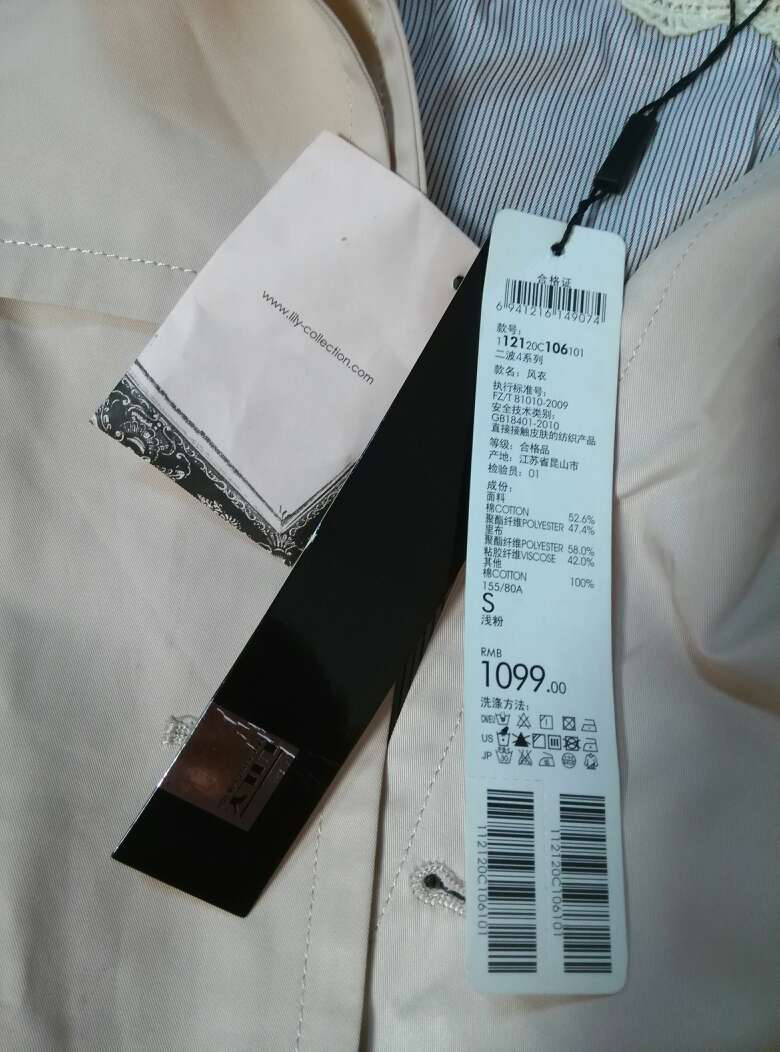 www.lily-collection.com
合格证
6 941216 149074
款号:
112120C106101
二波4系列
款名: 风衣
执行标准号:
FZ/T 81010-2009
安全技术类别:
GB18401-2010
直接接触皮肤的纺织产品
等级: 合格品
产地: 江苏省昆山市
检验员: 01
成份:
面料
棉COTTON 52.6%
聚酯纤维POLYESTER 47.4%
里布
聚酯纤维POLYESTER 58.0%
粘胶纤维VISCOSE 42.0%
其他
棉COTTON 100%
155/80A
S
浅粉
RMB
1099.00
洗涤方法:
US
JP
112120C106101
112120C106101
LILY